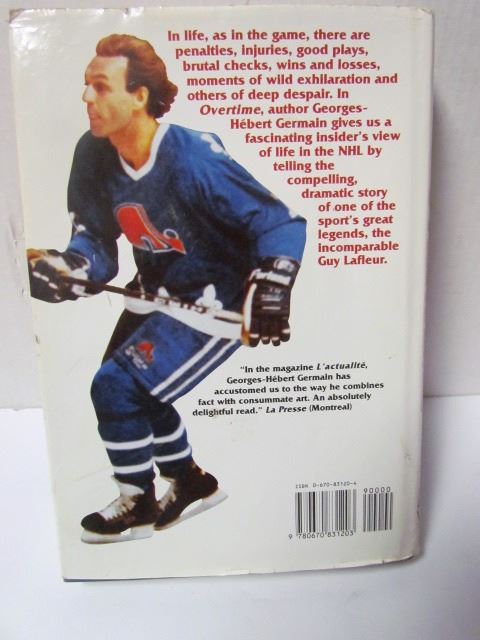 In life, as in the game, there are
penalties, injuries, good plays,
brutal checks, wins and losses,
moments of wild exhilaration and
others of deep despair. In
Overtime, author Georges-
Hébert Germain gives us a
fascinating insider's view
of life in the NHL by
telling the
compelling,
dramatic story
of one of the
sport's great
legends, the
incomparable
Guy Lafleur.
"In the magazine L'actualité,
Georges-Hébert Germain has
accustomed us to the way he combines
fact with consummate art. An absolutely
delightful read." La Presse (Montreal)
ISBN 0-670-83120-4
90000
9 780670 831203